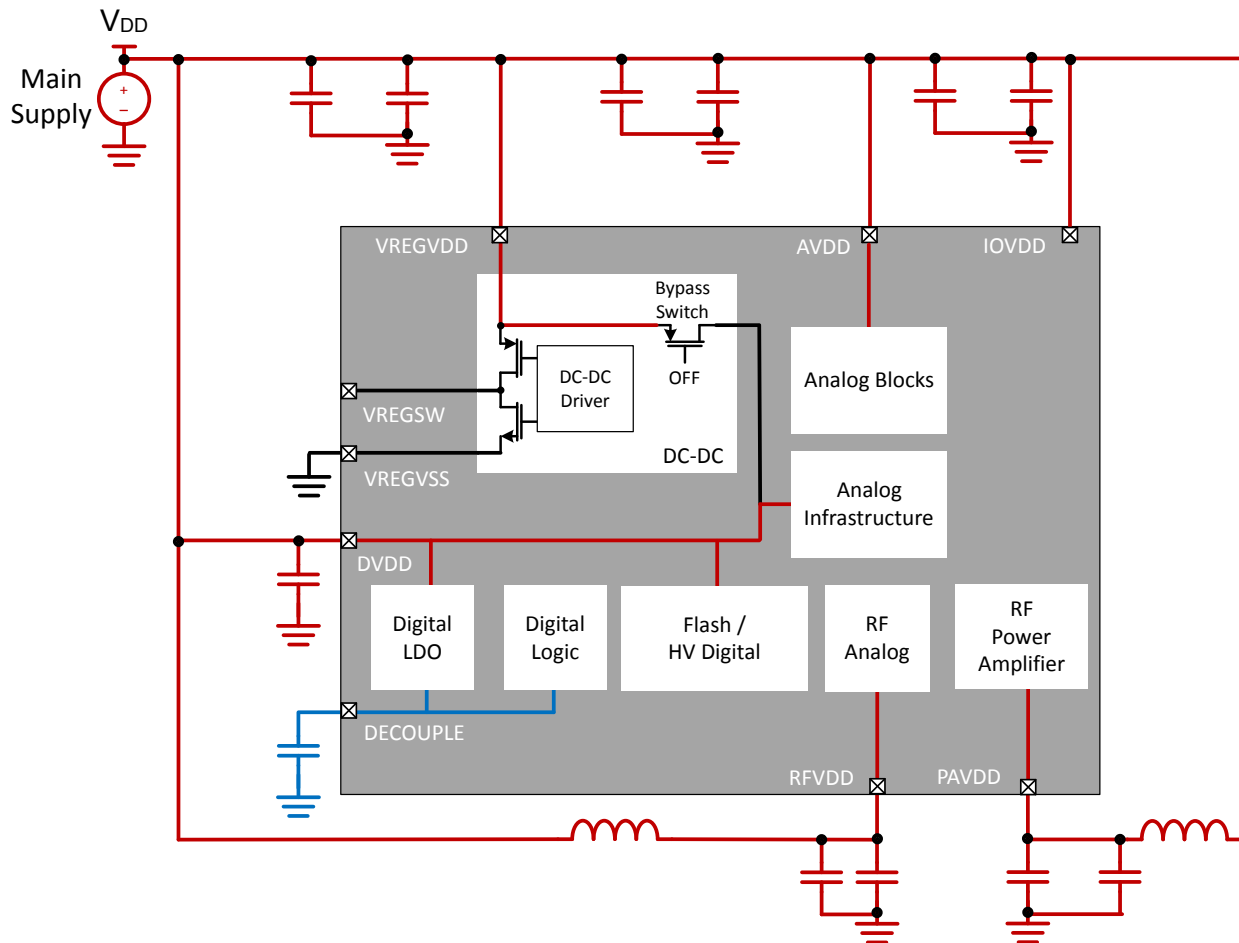 VDD
Main
Supply
+
−
VREGVDD
AVDD
IOVDD
Bypass
Switch
OFF
DC-DC
Driver
DC-DC
VREGSW
VREGVSS
Analog Blocks
Analog
Infrastructure
DVDD
Digital
LDO
Digital
Logic
Flash /
HV Digital
RF
Analog
RF
Power
Amplifier
DECOUPLE
RFVDD
PAVDD